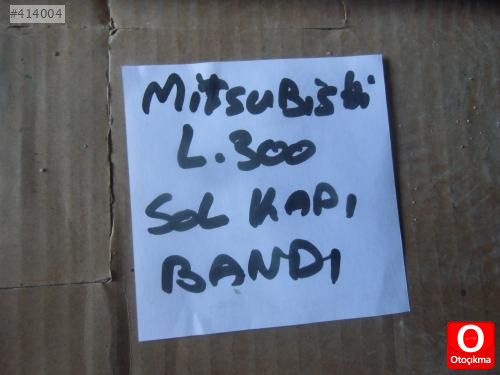 #414004
MitsuBishi
L.300
SOL KAPI
BANDI
Otoçıkma